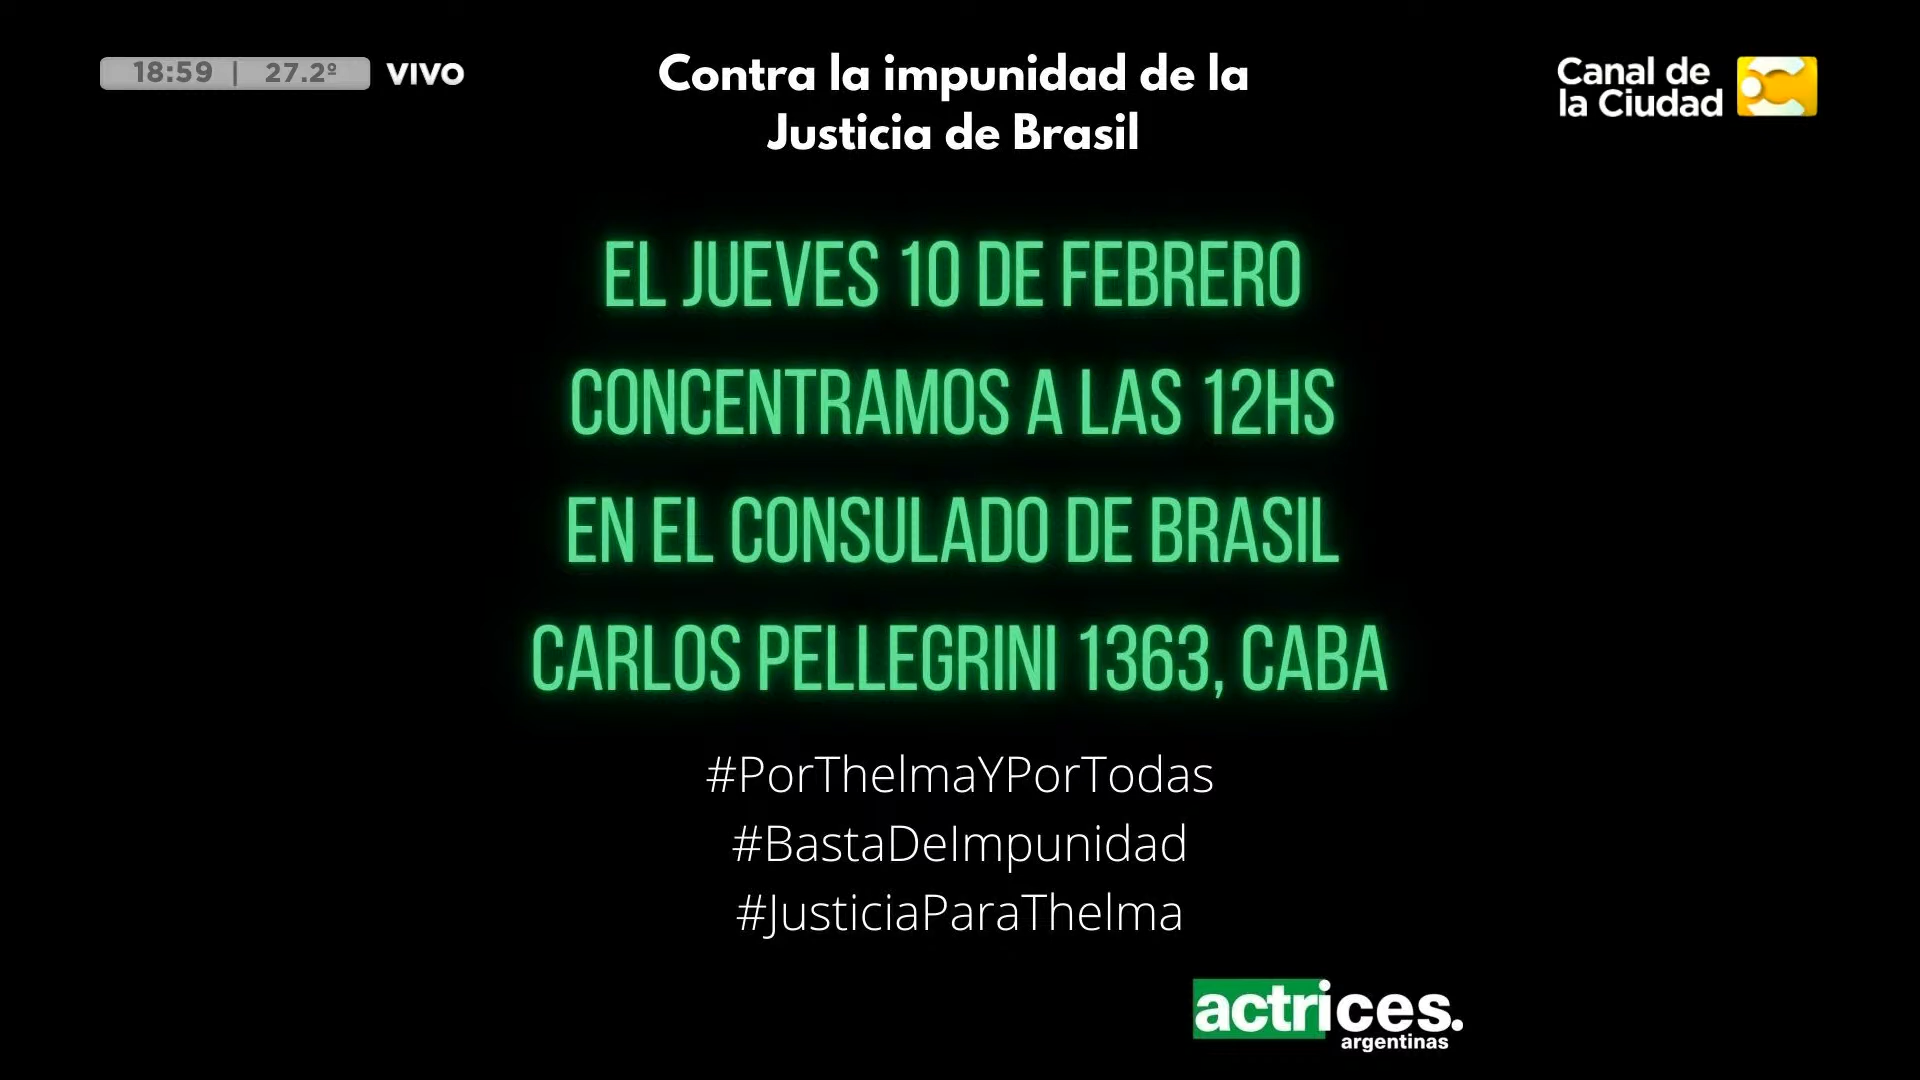 18:59 | 27.2º VIVO
Contra la impunidad de la
Justicia de Brasil
Canal de
la Ciudad
EL JUEVES 10 DE FEBRERO
CONCENTRAMOS A LAS 12HS
EN EL CONSULADO DE BRASIL
CARLOS PELLEGRINI 1363, CABA
#PorThelmaYPorTodas
#BastaDeImpunidad
#JusticiaParaThelma
actrices.
argentinas